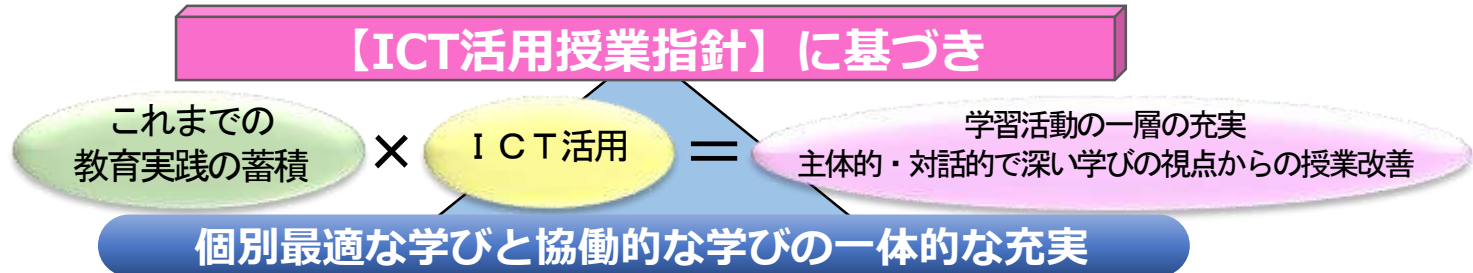 【ICT活用授業指針】に基づき
これまでの
教育実践の蓄積
×
ＩＣＴ活用
＝
学習活動の一層の充実
主体的・対話的で深い学びの視点からの授業改善
個別最適な学びと協働的な学びの一体的な充実